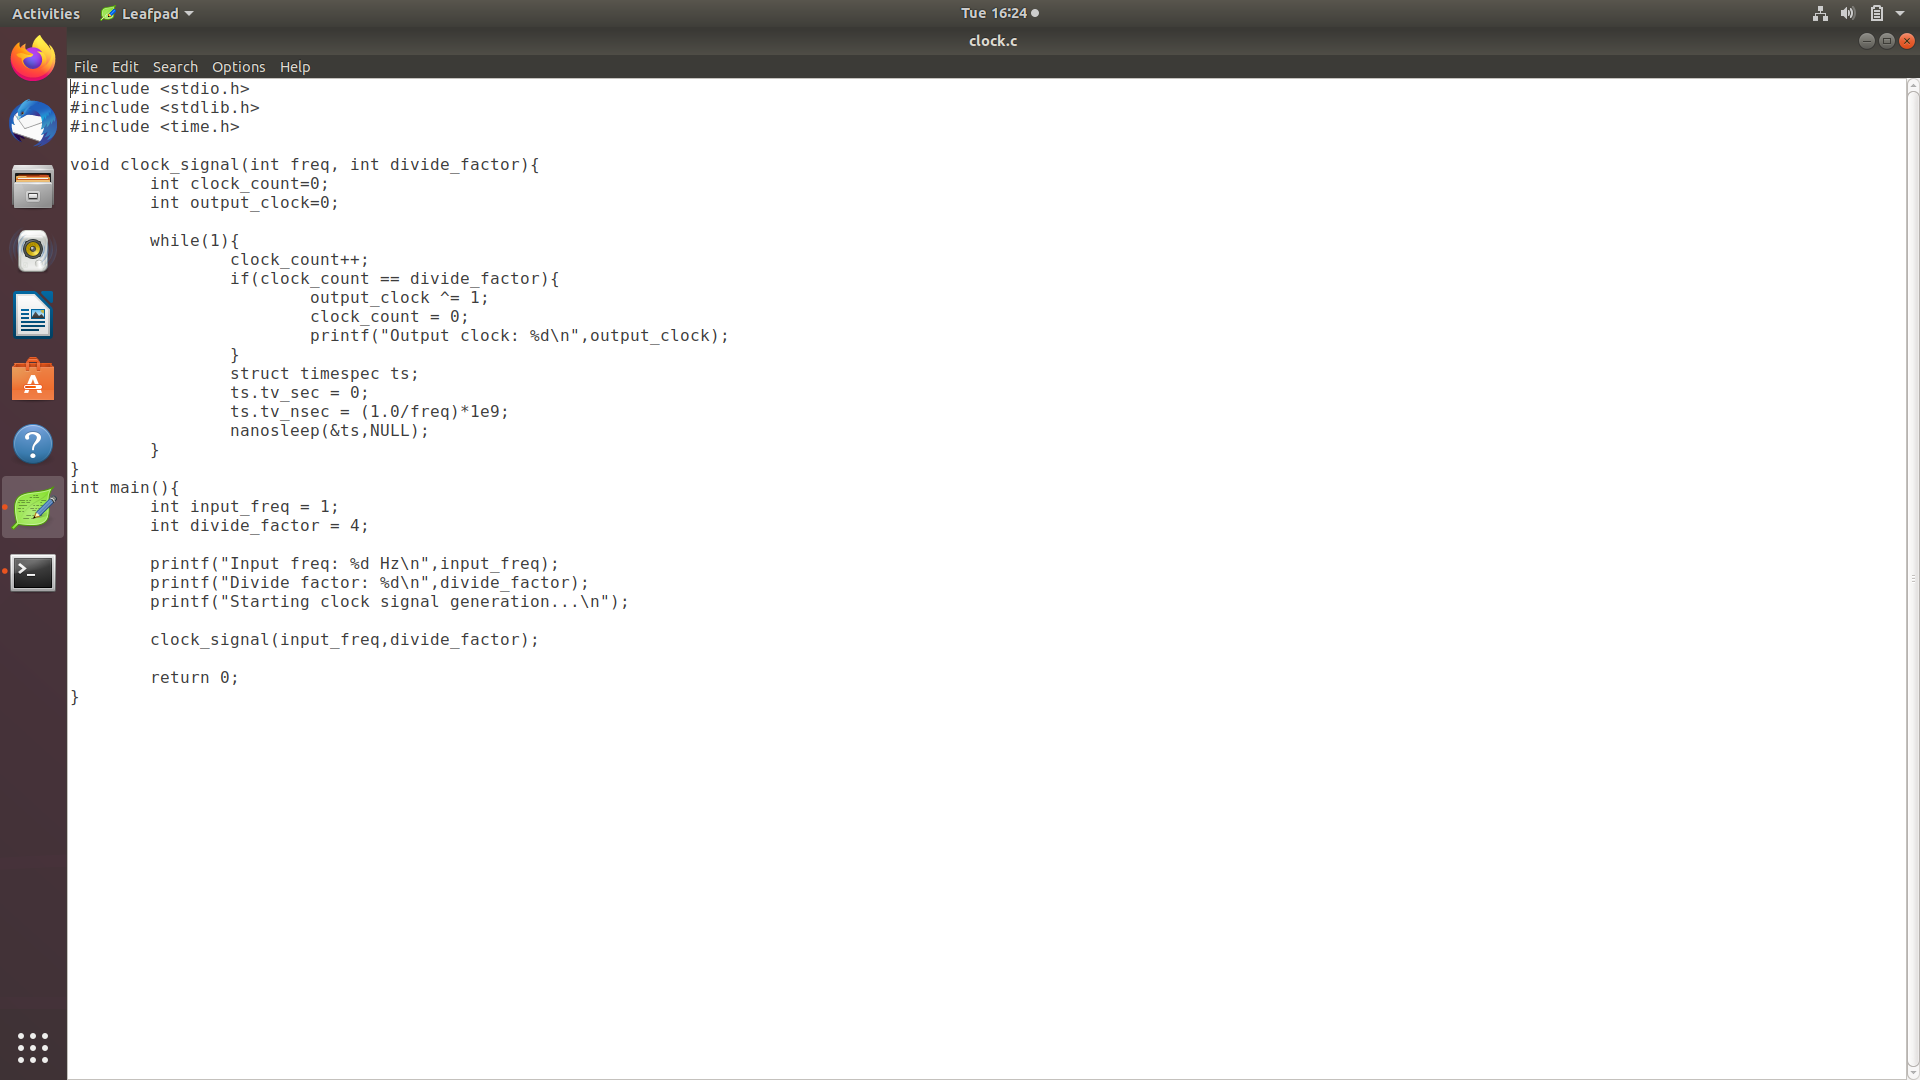 Activities Leafpad Tue 16:24
clock.c
File Edit Search Options Help
#include <stdio.h>
#include <stdlib.h>
#include <time.h>
void clock_signal(int freq, int divide_factor){
        int clock_count=0;
        int output_clock=0;
        while(1){
                clock_count++;
                if(clock_count == divide_factor){
                        output_clock ^= 1;
                        clock_count = 0;
                        printf("Output clock: %d\n",output_clock);
                }
                struct timespec ts;
                ts.tv_sec = 0;
                ts.tv_nsec = (1.0/freq)*1e9;
                nanosleep(&ts,NULL);
        }
}
int main(){
        int input_freq = 1;
        int divide_factor = 4;
        printf("Input freq: %d Hz\n",input_freq);
        printf("Divide factor: %d\n",divide_factor);
        printf("Starting clock signal generation...\n");
        clock_signal(input_freq,divide_factor);
        return 0;
}